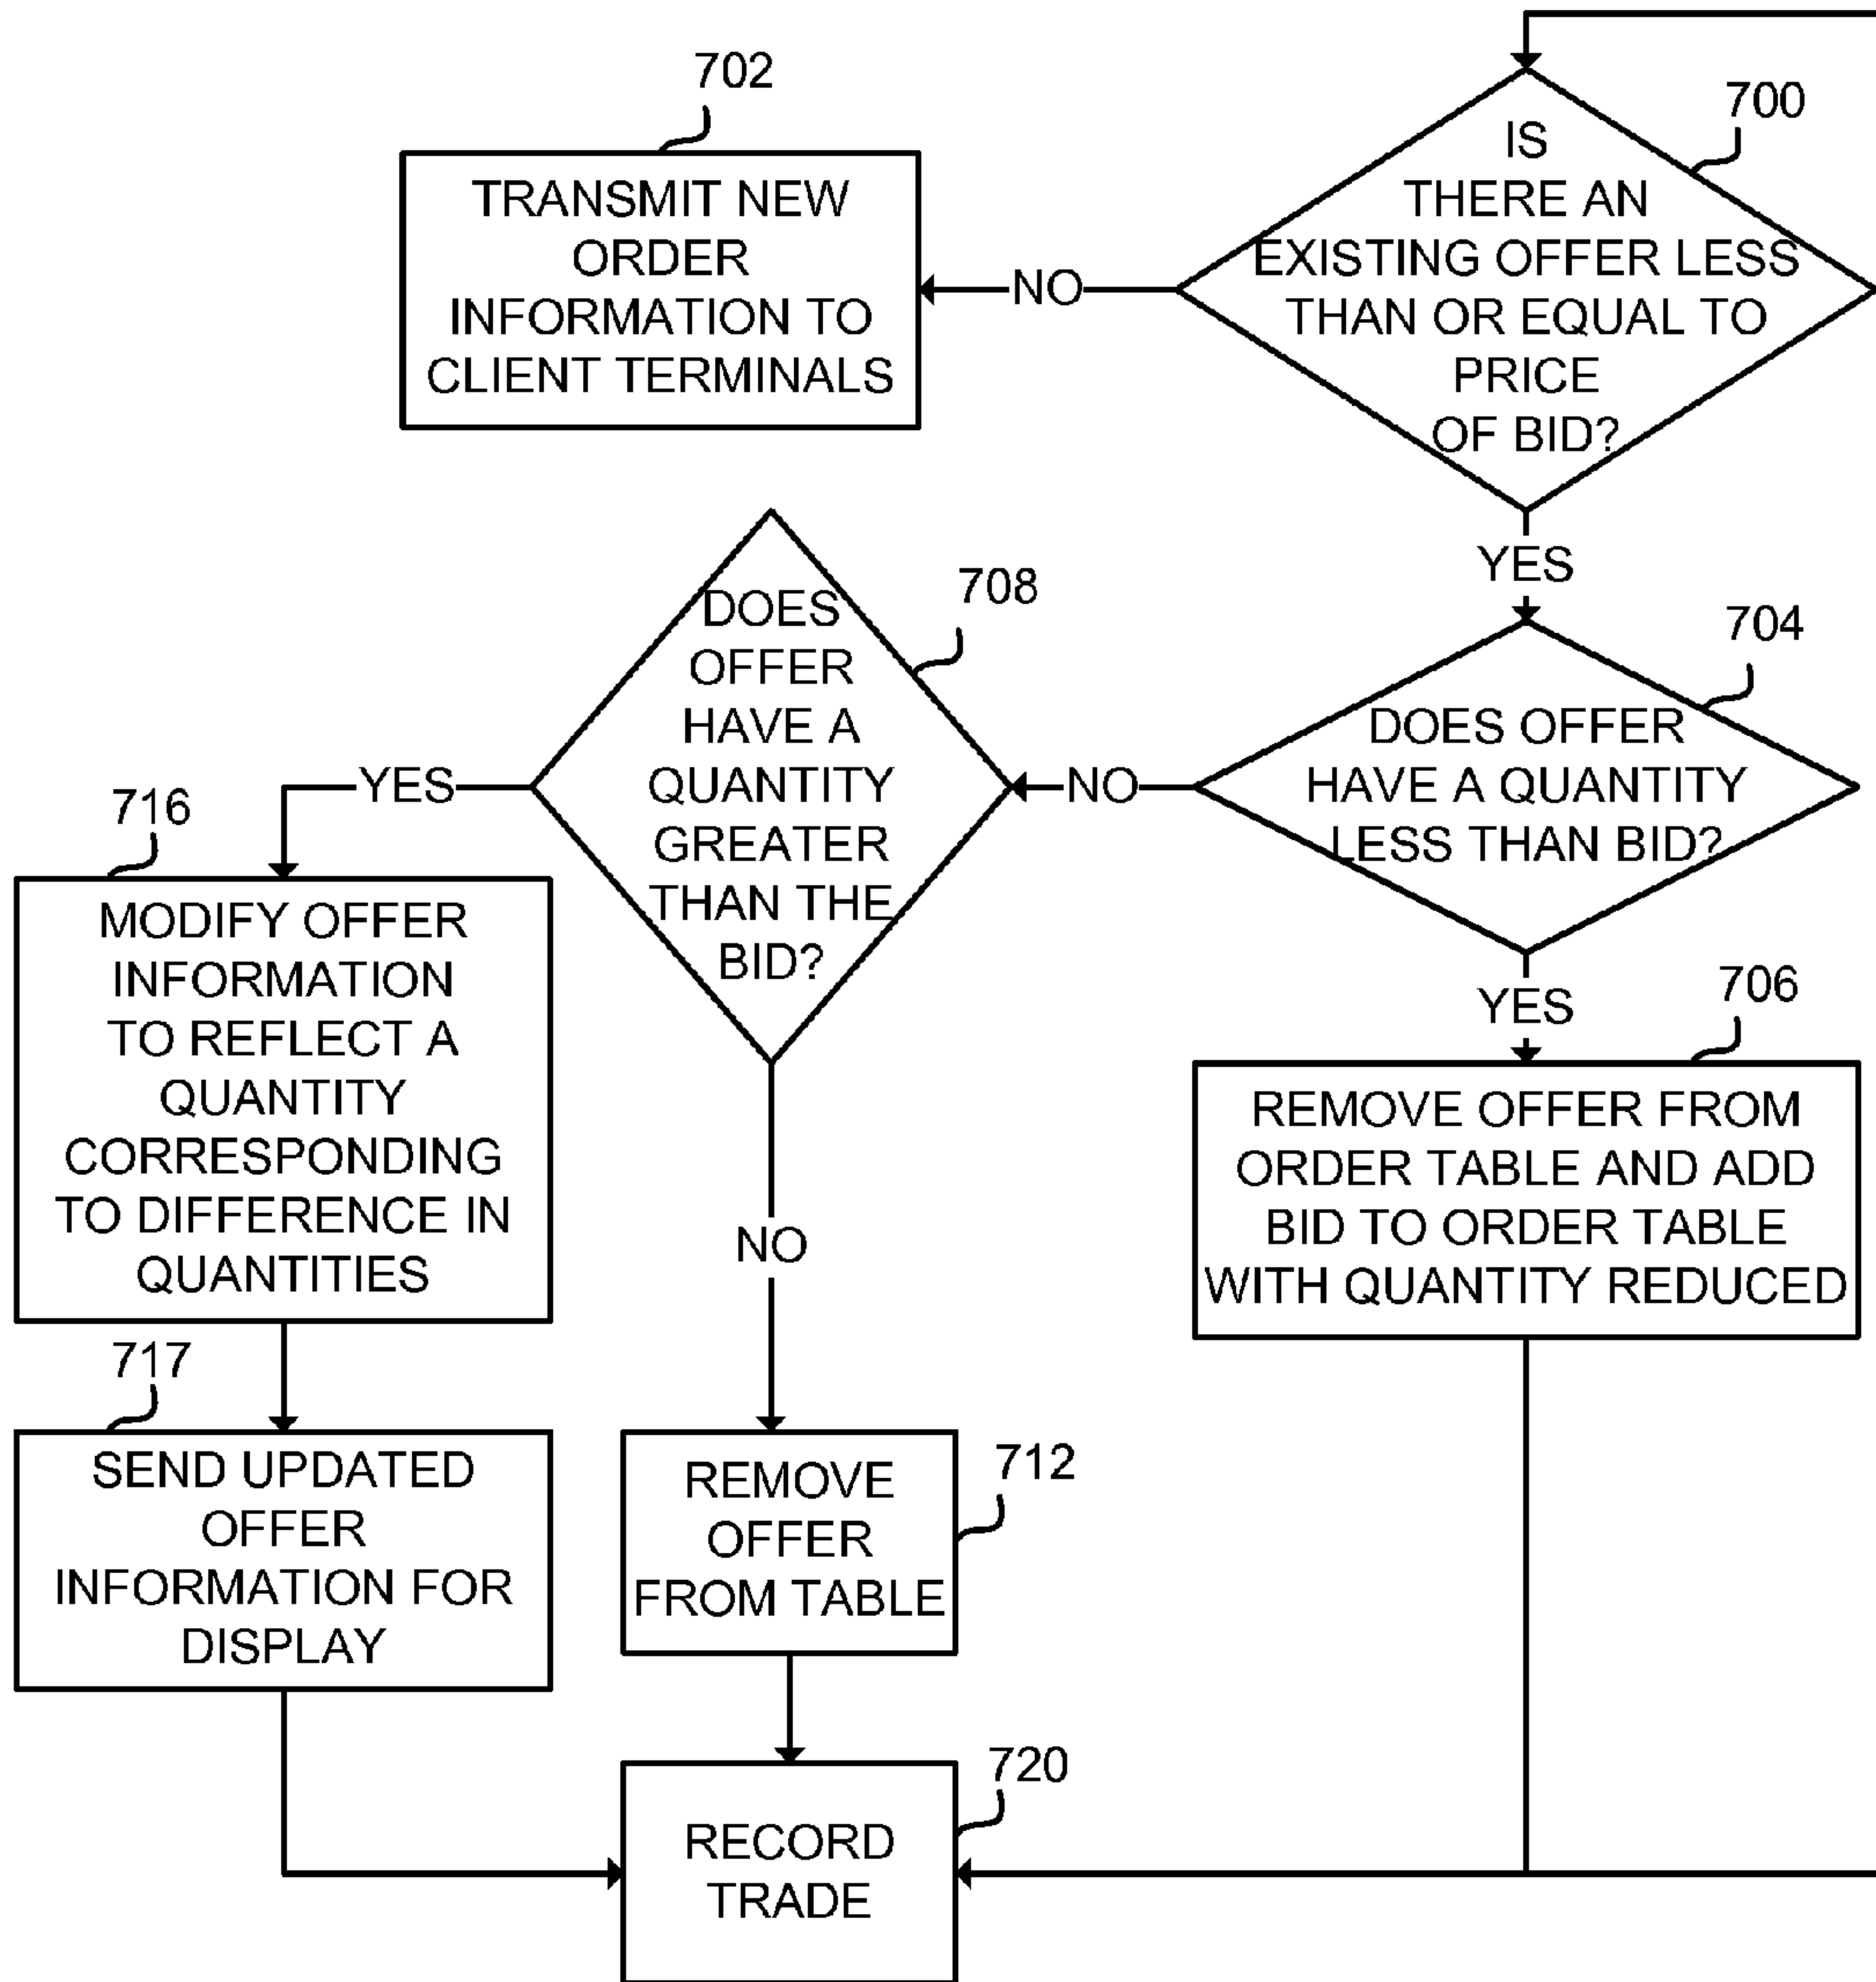 702
TRANSMIT NEW
ORDER
INFORMATION TO
CLIENT TERMINALS
700
IS
THERE AN
EXISTING OFFER LESS
THAN OR EQUAL TO
PRICE
OF BID?
NO
YES
704
DOES OFFER
HAVE A QUANTITY
LESS THAN BID?
NO
YES
708
DOES
OFFER
HAVE A
QUANTITY
GREATER
THAN THE
BID?
YES
NO
706
REMOVE OFFER FROM
ORDER TABLE AND ADD
BID TO ORDER TABLE
WITH QUANTITY REDUCED
716
MODIFY OFFER
INFORMATION
TO REFLECT A
QUANTITY
CORRESPONDING
TO DIFFERENCE IN
QUANTITIES
717
SEND UPDATED
OFFER
INFORMATION FOR
DISPLAY
712
REMOVE
OFFER
FROM TABLE
720
RECORD
TRADE